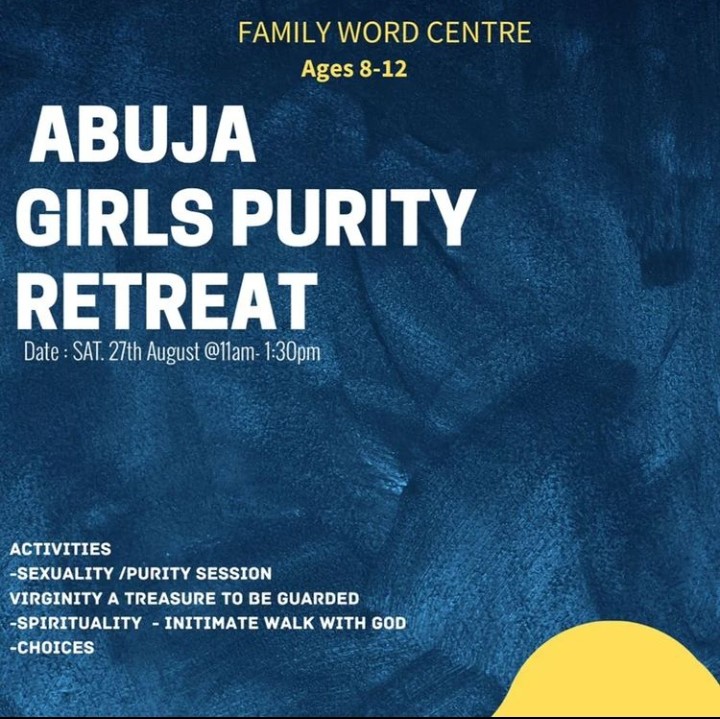 FAMILY WORD CENTRE
Ages 8-12
ABUJA
GIRLS PURITY
RETREAT
Date : SAT. 27th August @11am- 1:30pm
ACTIVITIES
-SEXUALITY /PURITY SESSION
VIRGINITY A TREASURE TO BE GUARDED
-SPIRITUALITY - INITIMATE WALK WITH GOD
-CHOICES